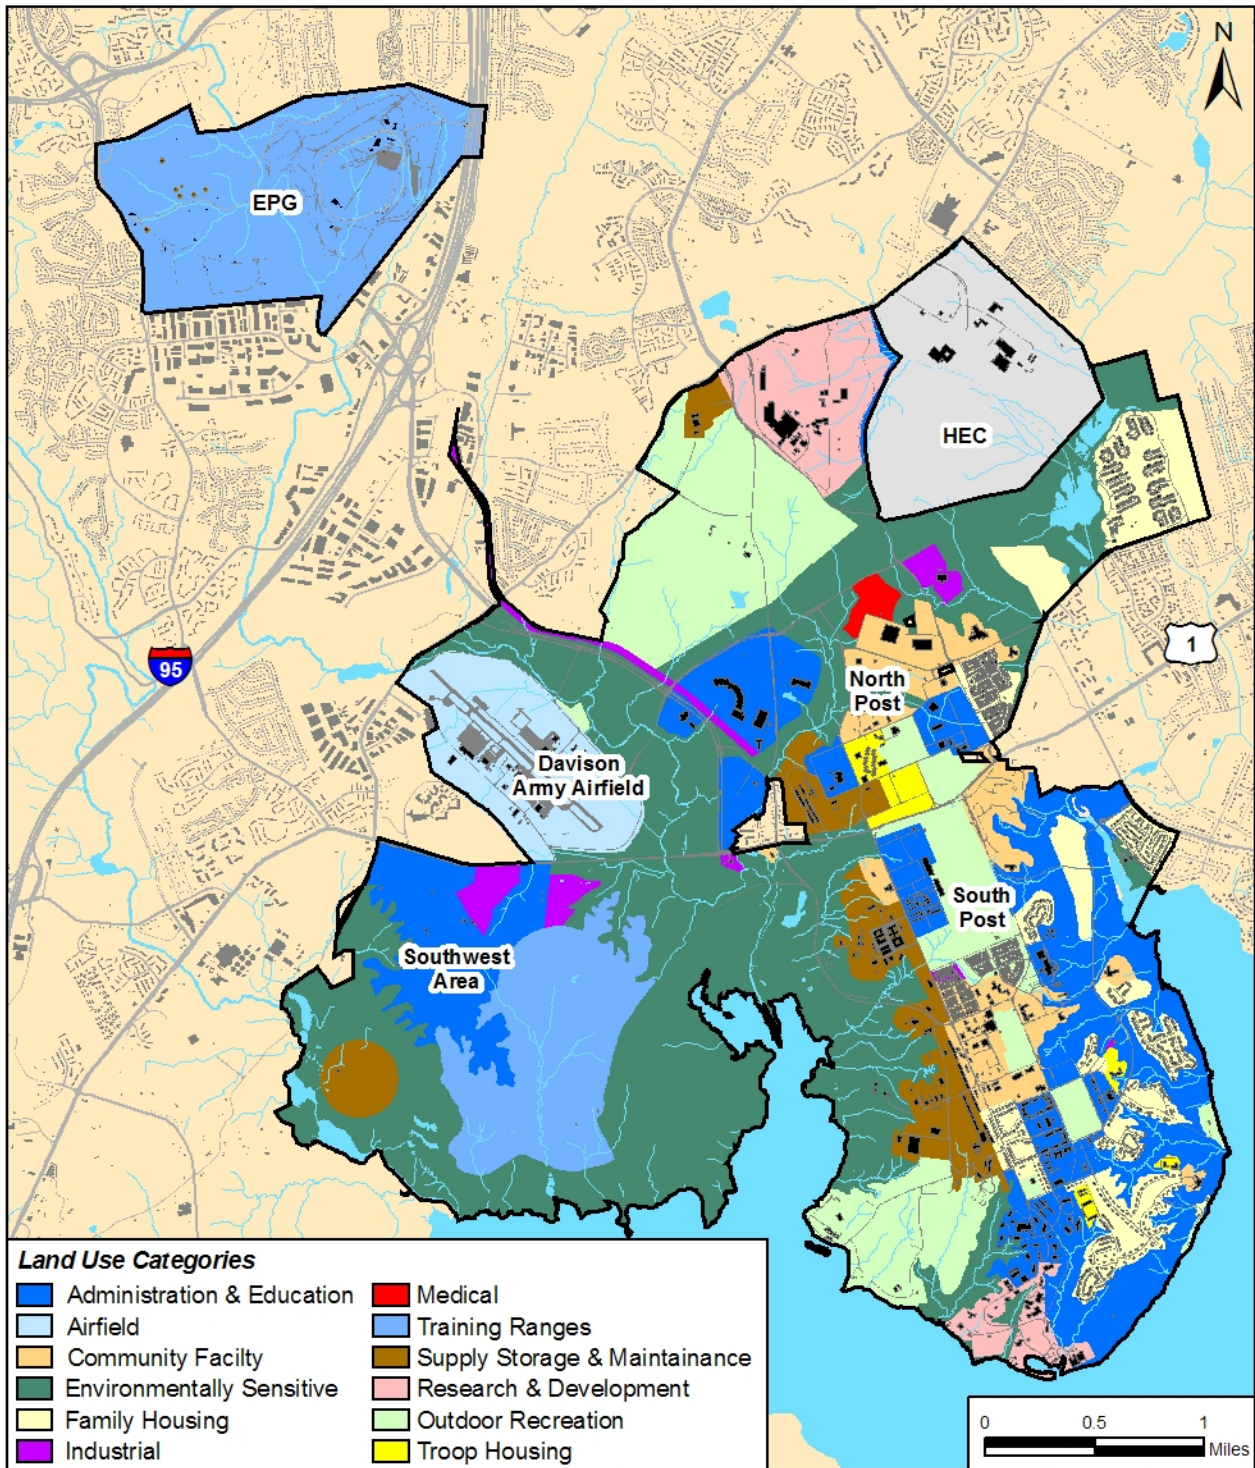 N
EPG
HEC
95
1
North
Post
Davison
Army Airfield
South
Post
Southwest
Area
Land Use Categories
Administration & Education
Medical
Airfield
Training Ranges
Community Facilty
Supply Storage & Maintainance
Environmentally Sensitive
Research & Development
Family Housing
Outdoor Recreation
Industrial
Troop Housing
0 0.5 1
Miles